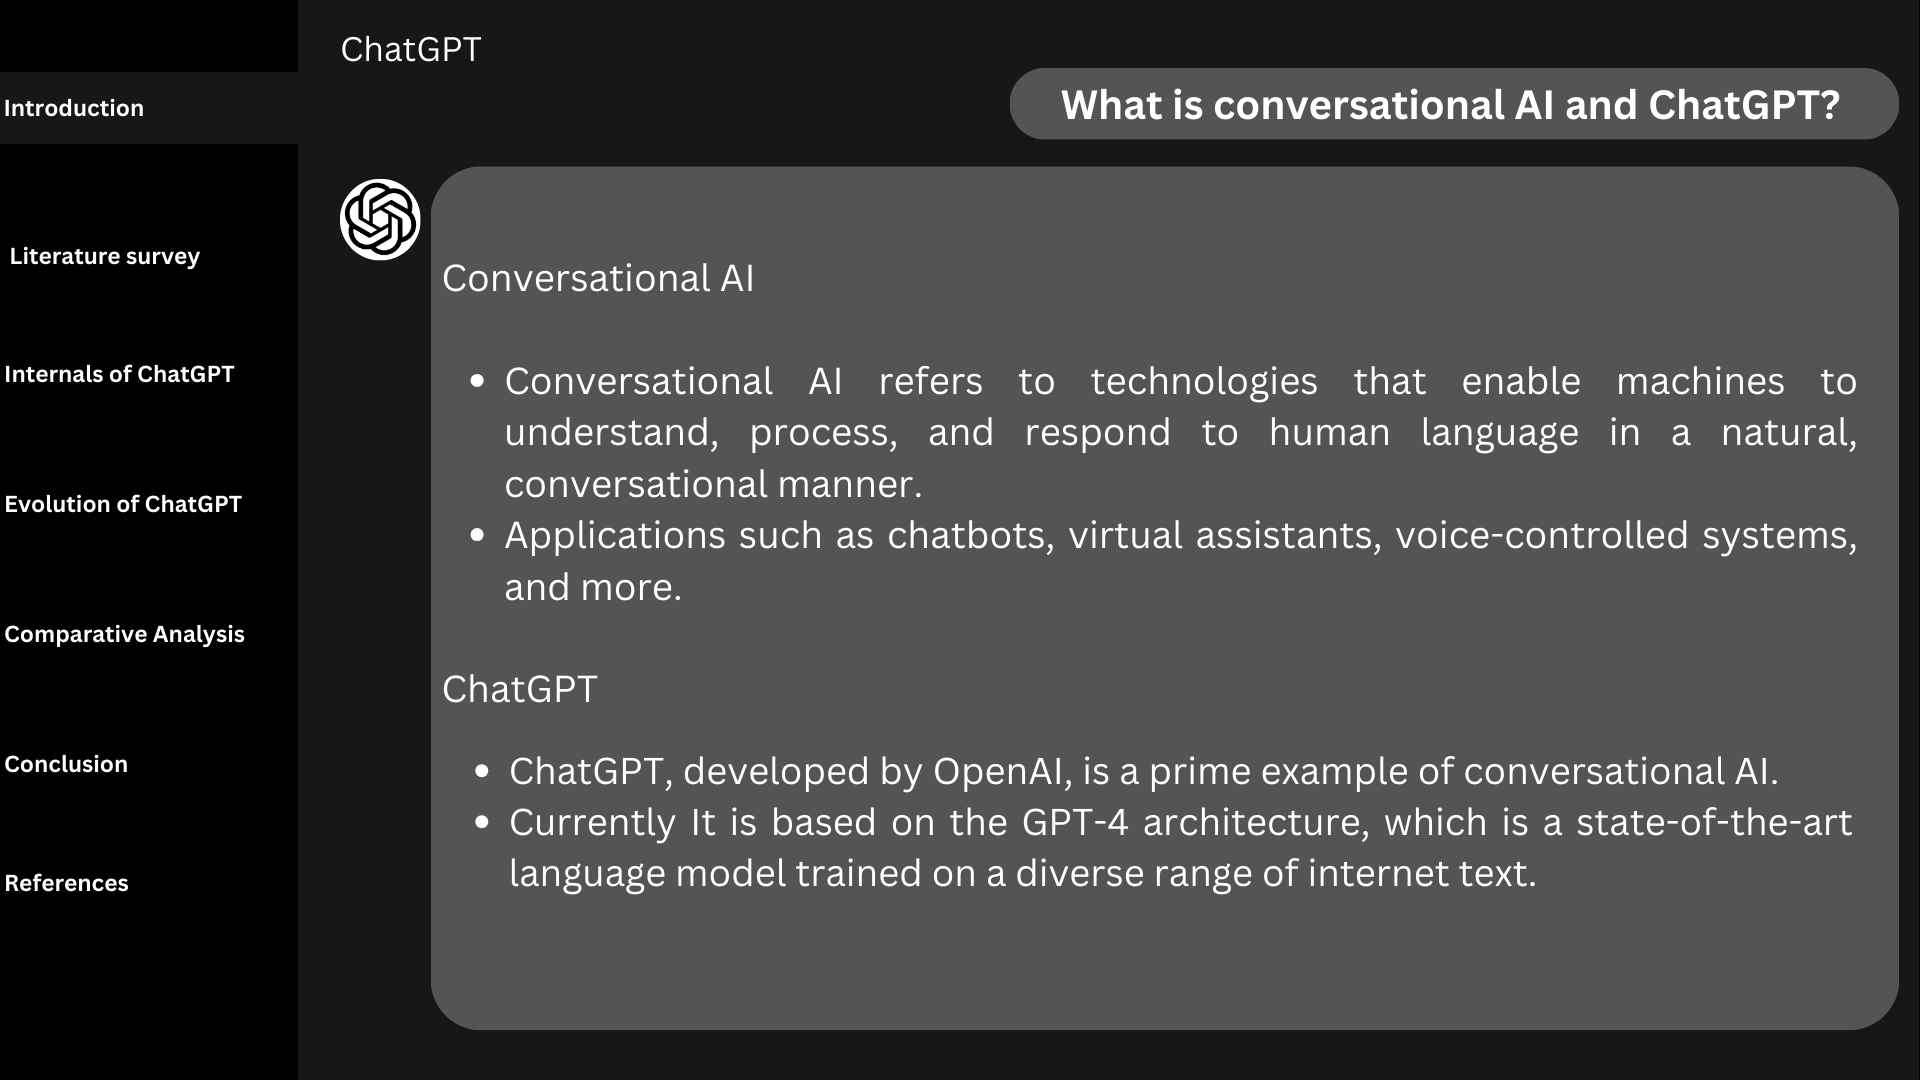 ChatGPT
What is conversational AI and ChatGPT?
Introduction
Literature survey
Internals of ChatGPT
Evolution of ChatGPT
Comparative Analysis
Conclusion
References
Conversational AI
• Conversational AI refers to technologies that enable machines to
understand, process, and respond to human language in a natural,
conversational manner.
• Applications such as chatbots, virtual assistants, voice-controlled systems,
and more.
ChatGPT
• ChatGPT, developed by OpenAI, is a prime example of conversational AI.
• Currently It is based on the GPT-4 architecture, which is a state-of-the-art
language model trained on a diverse range of internet text.